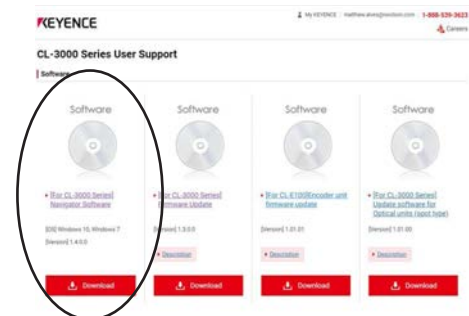 KEYENCE
My KEYENCE
1-888-539-3623
Careers
CL-3000 Series User Support
Software
Software
[For CL-3000 Series]
Navigator Software
[OS] Windows 10, Windows 7
[Version] 1.4.0.0
Download
Software
[For CL-3000 Series]
Firmware Update
[Version] 1.3.0.0
Description
Download
Software
[For CL-E100]Encoder unit
firmware update
[Version] 1.01.01
Description
Download
Software
[For CL-3000 Series]
Update software for
Optical units (spot type)
[Version] 1.01.00
Description
Download